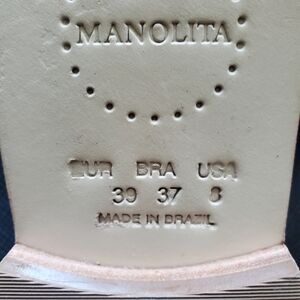 MANOLITA
EUR BRA USA
39 37 8
MADE IN BRAZIL